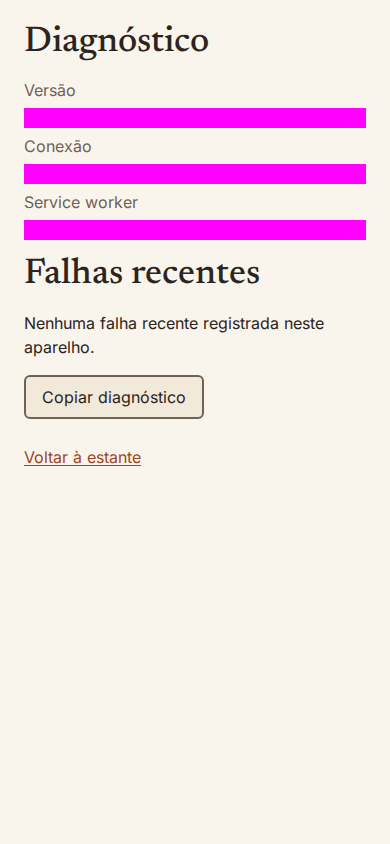 Diagnóstico
Versão
Conexão
Service worker
Falhas recentes
Nenhuma falha recente registrada neste
aparelho.
Copiar diagnóstico
Voltar à estante